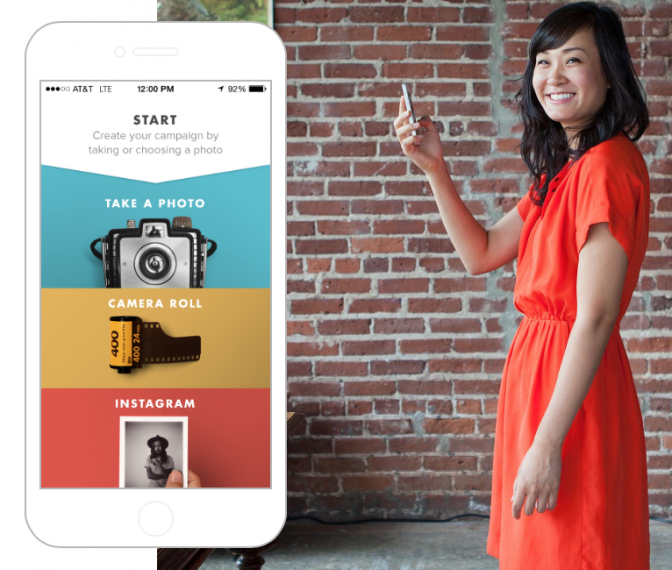 ●●●○○ AT&T LTE 12:00 PM 92%
START
Create your campaign by
taking or choosing a photo
TAKE A PHOTO
CAMERA ROLL
400
400 24
INSTAGRAM